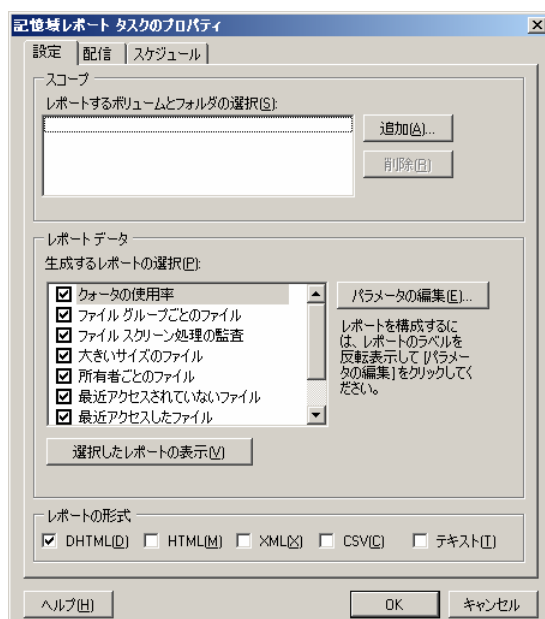 記憶域レポート タスクのプロパティ
設定
配信
スケジュール
スコープ
レポートするボリュームとフォルダの選択(S):
追加(A)...
削除(R)
レポート データ
生成するレポートの選択(P):
クォータの使用率
ファイル グループごとのファイル
ファイル スクリーン処理の監査
大きいサイズのファイル
所有者ごとのファイル
最近アクセスされていないファイル
最近アクセスしたファイル
パラメータの編集(E)...
レポートを構成するに
は、レポートのラベルを
反転表示して [パラメー
タの編集] をクリックしてく
ださい。
選択したレポートの表示(V)
レポートの形式
DHTML(D)
HTML(M)
XML(X)
CSV(C)
テキスト(T)
ヘルプ(H)
OK
キャンセル